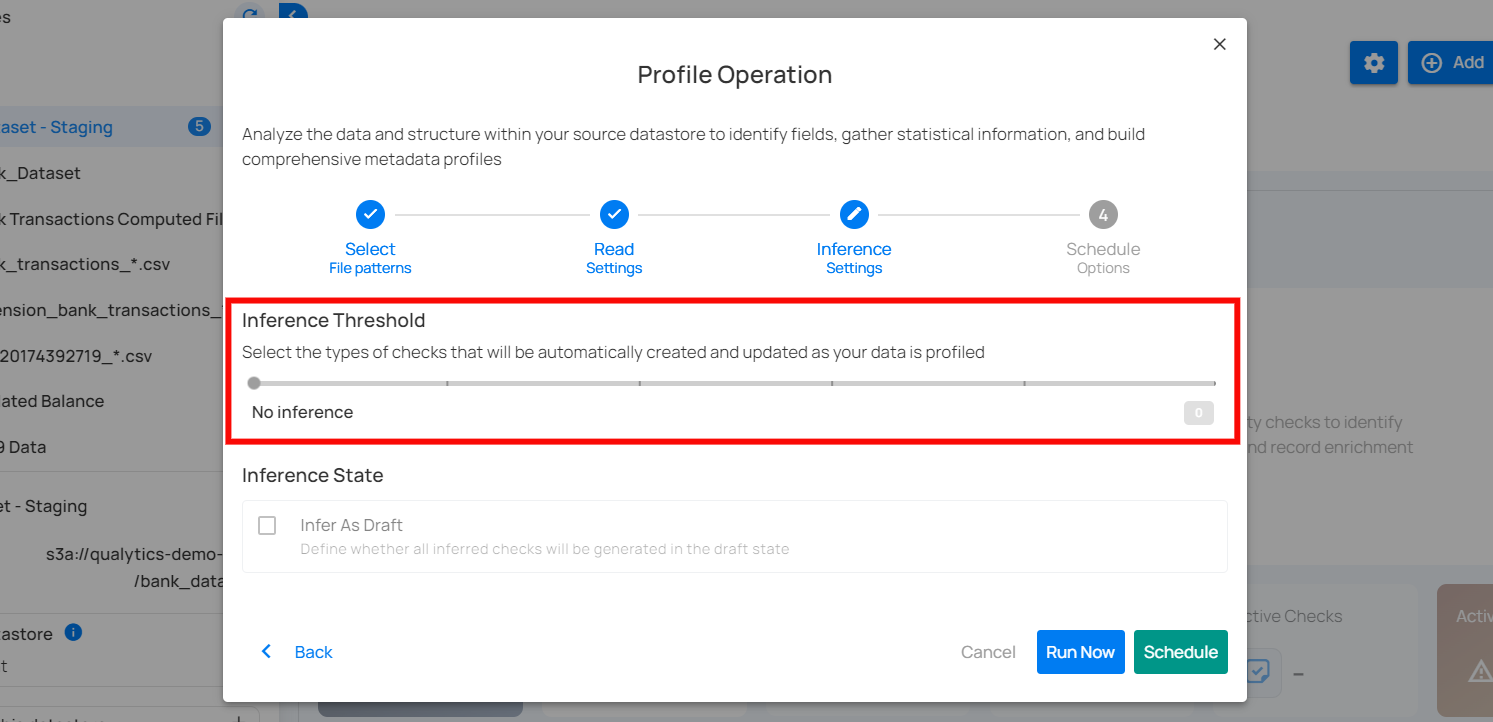 Profile Operation
Analyze the data and structure within your source datastore to identify fields, gather statistical information, and build
comprehensive metadata profiles
Select
File patterns
Read
Settings
Inference
Settings
4
Schedule
Options
Inference Threshold
Select the types of checks that will be automatically created and updated as your data is profiled
No inference
0
Inference State
Infer As Draft
Define whether all inferred checks will be generated in the draft state
Back
Cancel
Run Now
Schedule
Add
aset - Staging
5
k_Dataset
k Transactions Computed Fil
k_transactions_*.csv
ension_bank_transactions_
20174392719_*.csv
ated Balance
9 Data
et - Staging
s3a://qualytics-demo-
/bank_data
tastore
t
ty checks to identify
nd record enrichment
ctive Checks
–
Activ